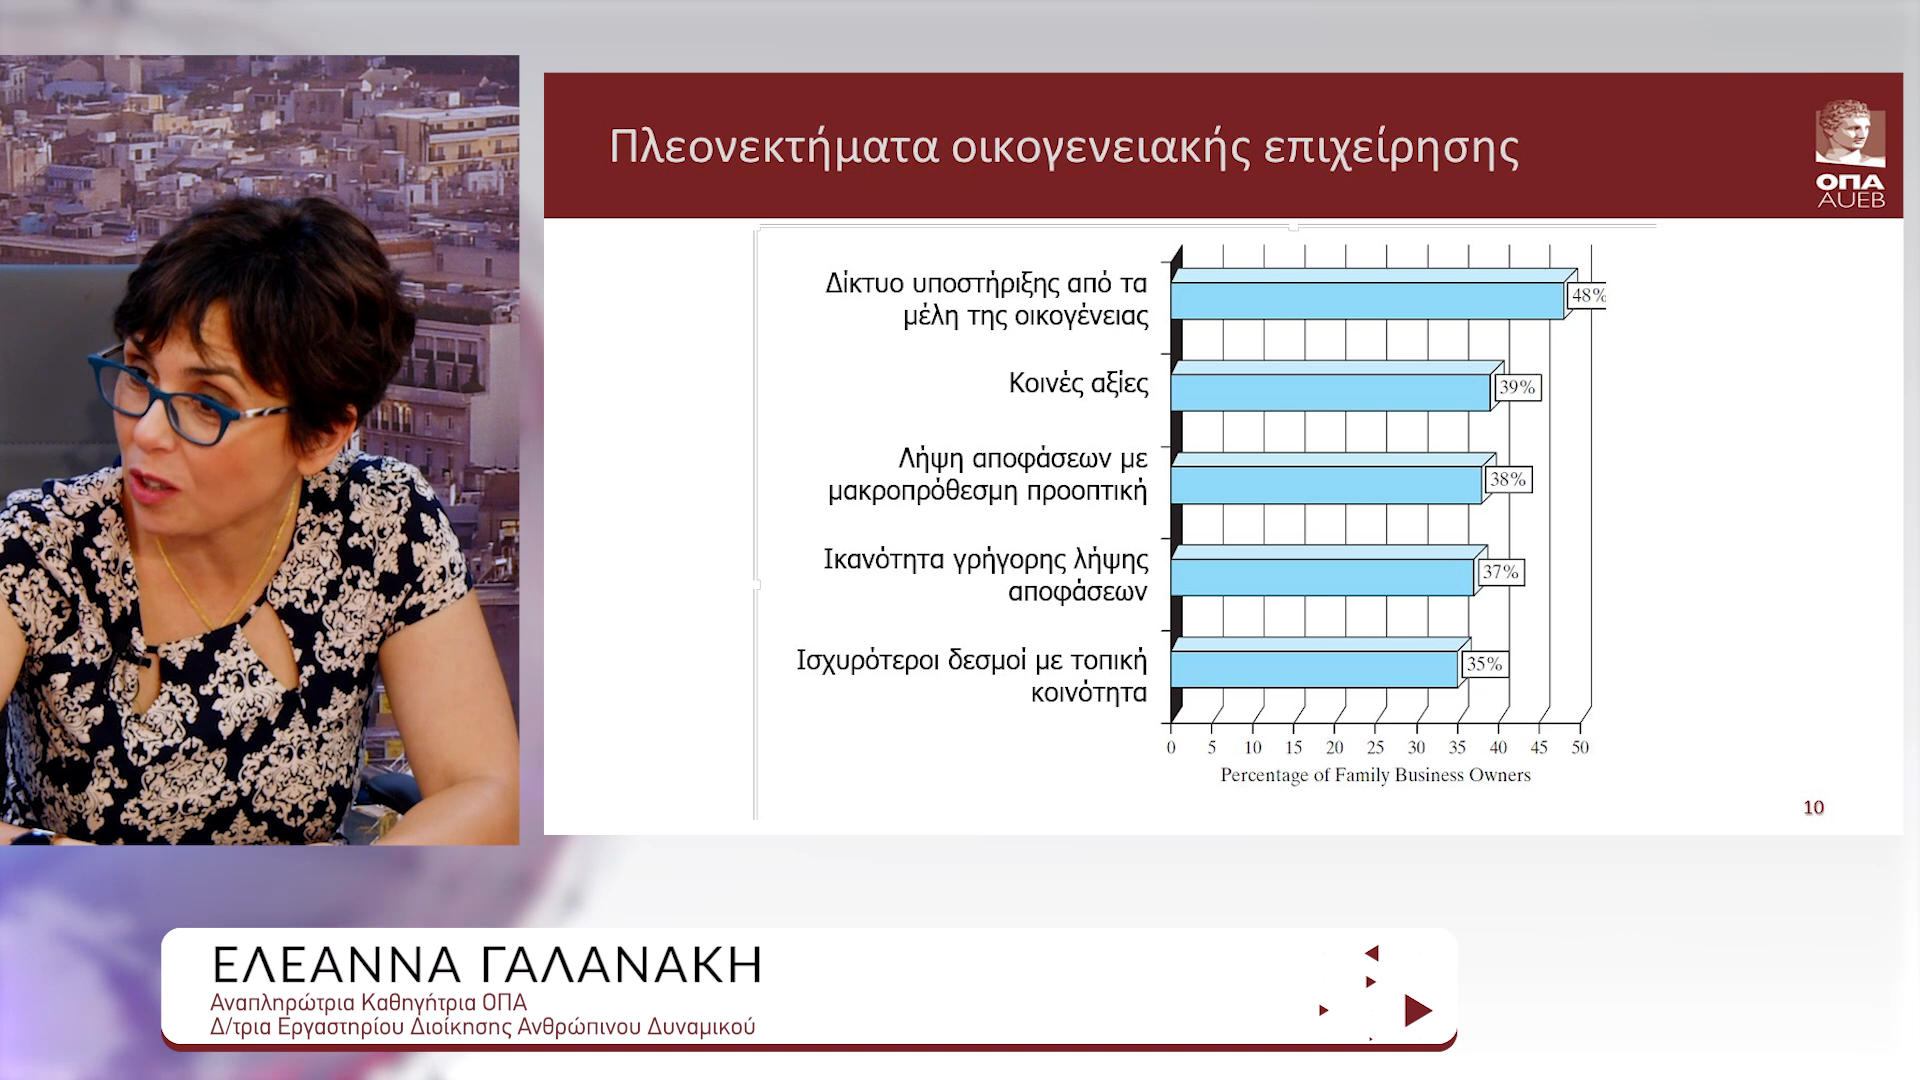 Πλεονεκτήματα οικογενειακής επιχείρησης
ΟΠΑ
AUEB
Δίκτυο υποστήριξης από τα
μέλη της οικογένειας
48%
Κοινές αξίες
39%
Λήψη αποφάσεων με
μακροπρόθεσμη προοπτική
38%
Ικανότητα γρήγορης λήψης
αποφάσεων
37%
Ισχυρότεροι δεσμοί με τοπική
κοινότητα
35%
0 5 10 15 20 25 30 35 40 45 50
Percentage of Family Business Owners
10
ΕΛΕΑΝΝΑ ΓΑΛΑΝΑΚΗ
Αναπληρώτρια Καθηγήτρια ΟΠΑ
Δ/τρια Εργαστηρίου Διοίκησης Ανθρώπινου Δυναμικού